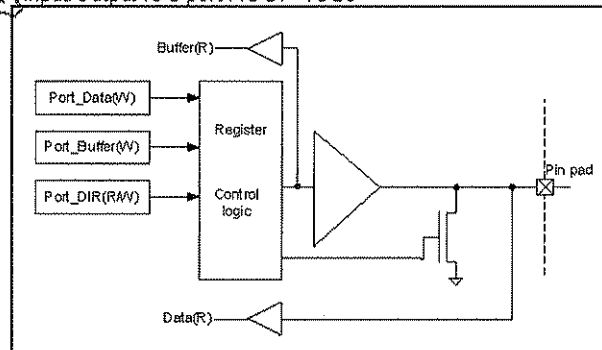 Buffer(R)
Port_Data(W)
Port_Buffer(W)
Port_DIR(R/W)
Register
Control
logic
Pin pad
Data(R)